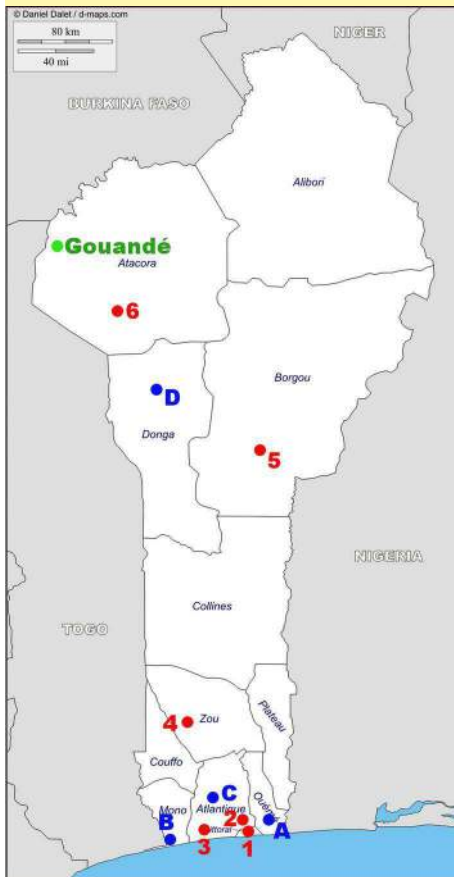 © Daniel Dalet / d-maps.com
80 km
40 mi
NIGER
BURKINA FASO
Alibori
Gouandé
Atacora
6
Borgou
D
Donga
5
NIGERIA
Collines
TOGO
Plateau
4 Zou
Couffo
C
Mono
Atlantique
Ouémé
B
2
A
ittoral
3
1